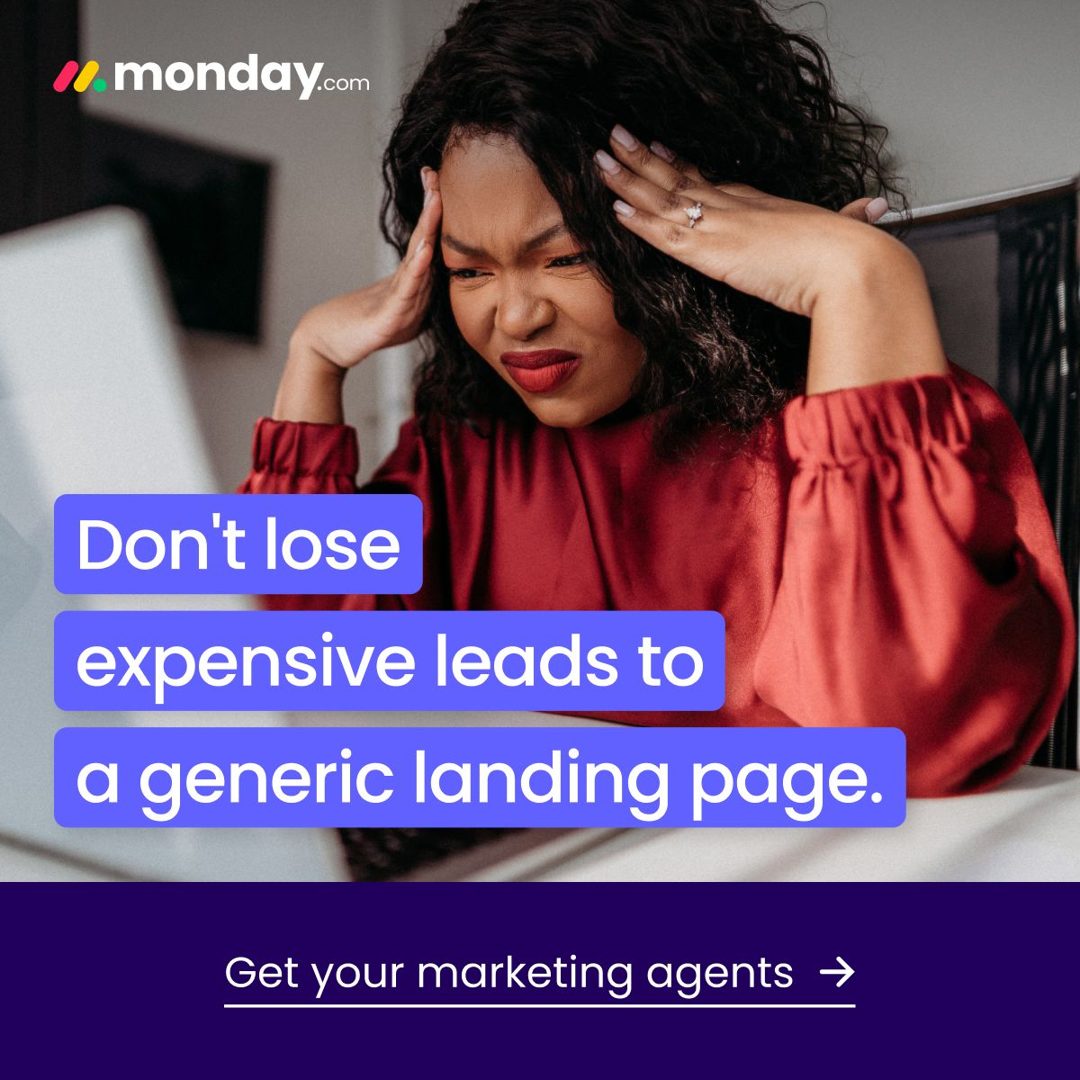 monday.com
Don't lose
expensive leads to
a generic landing page.
Get your marketing agents →